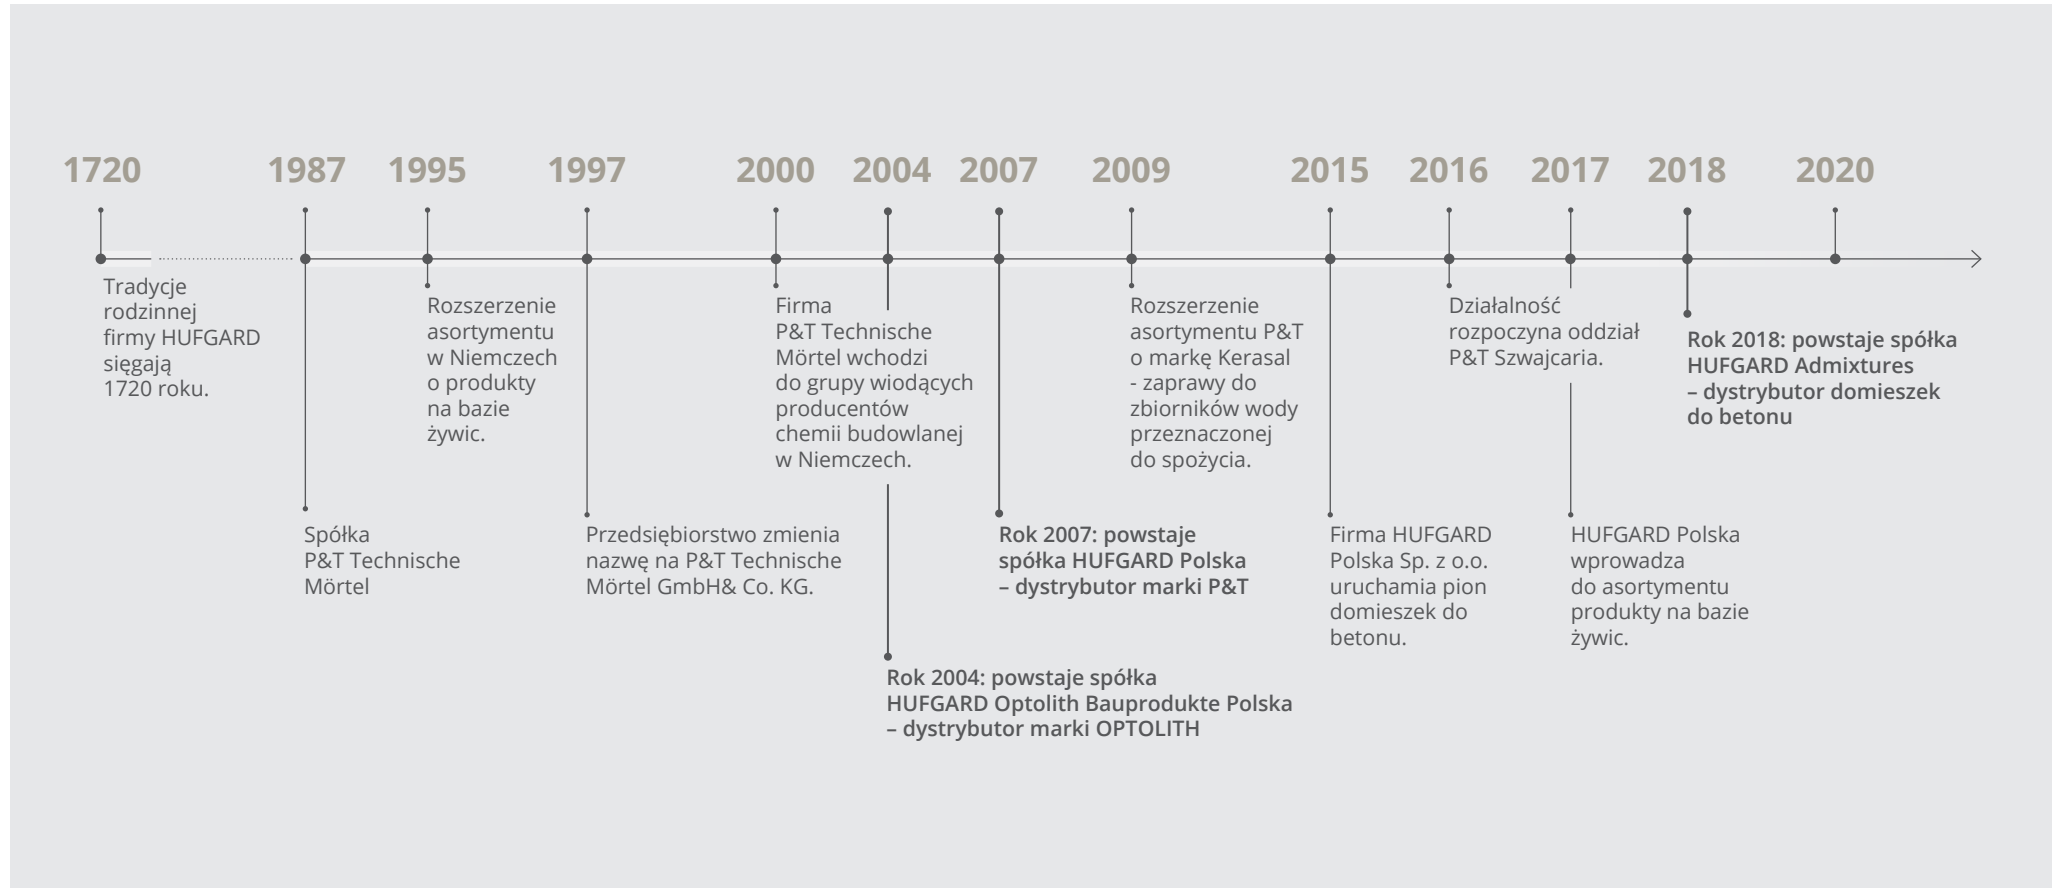 1720
1987
1995
1997
2000
2004
2007
2009
2015
2016
2017
2018
2020
Tradycje
rodzinnej
firmy HUFGARD
sięgają
1720 roku.
Spółka
P&T Technische
Mörtel
Rozszerzenie
asortymentu
w Niemczech
o produkty
na bazie
żywic.
Przedsiębiorstwo zmienia
nazwę na P&T Technische
Mörtel GmbH& Co. KG.
Firma
P&T Technische
Mörtel wchodzi
do grupy wiodących
producentów
chemii budowlanej
w Niemczech.
Rok 2004: powstaje spółka
HUFGARD Optolith Bauprodukte Polska
– dystrybutor marki OPTOLITH
Rok 2007: powstaje
spółka HUFGARD Polska
– dystrybutor marki P&T
Rozszerzenie
asortymentu P&T
o markę Kerasal
- zaprawy do
zbiorników wody
przeznaczonej
do spożycia.
Firma HUFGARD
Polska Sp. z o.o.
uruchamia pion
domieszek do
betonu.
Działalność
rozpoczyna oddział
P&T Szwajcaria.
HUFGARD Polska
wprowadza
do asortymentu
produkty na bazie
żywic.
Rok 2018: powstaje spółka
HUFGARD Admixtures
– dystrybutor domieszek
do betonu